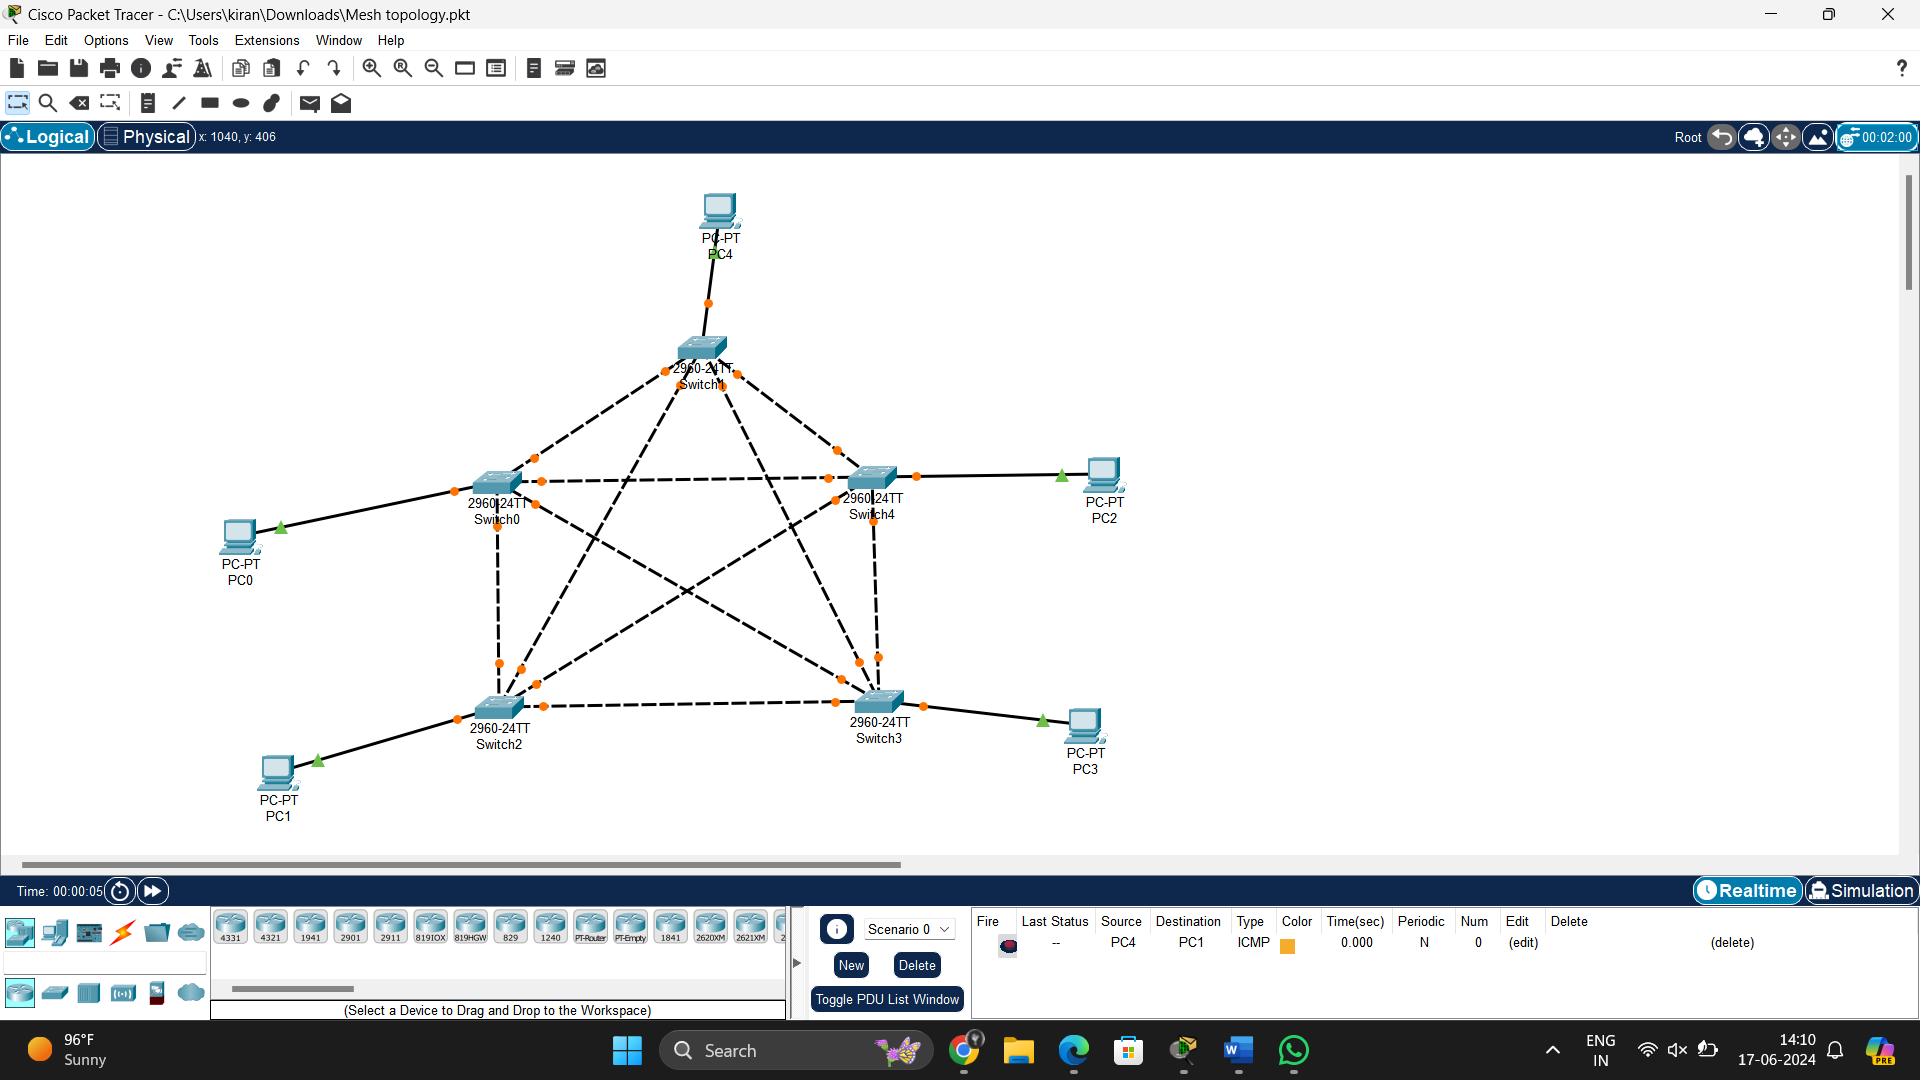 Cisco Packet Tracer - C:\Users\kiran\Downloads\Mesh topology.pkt
File Edit Options View Tools Extensions Window Help
?
Logical Physical x: 1040, y: 406 Root 00:02:00
PC-PT
PC4
2960-24TT
Switch1
2960-24TT
Switch0
2960-24TT
Switch4
PC-PT
PC2
PC-PT
PC0
2960-24TT
Switch2
2960-24TT
Switch3
PC-PT
PC3
PC-PT
PC1
Time: 00:00:05 Realtime Simulation
4331 4321 1941 2901 2911 819IOX 819HGW 829 1240 PT-Router PT-Empty 1841 2620XM 2621XM 2
(Select a Device to Drag and Drop to the Workspace)
Scenario 0
New Delete
Toggle PDU List Window
Fire Last Status Source Destination Type Color Time(sec) Periodic Num Edit Delete
-- PC4 PC1 ICMP 0.000 N 0 (edit) (delete)
96°F
Sunny
Search
W
ENG
IN
14:10
17-06-2024
PRE